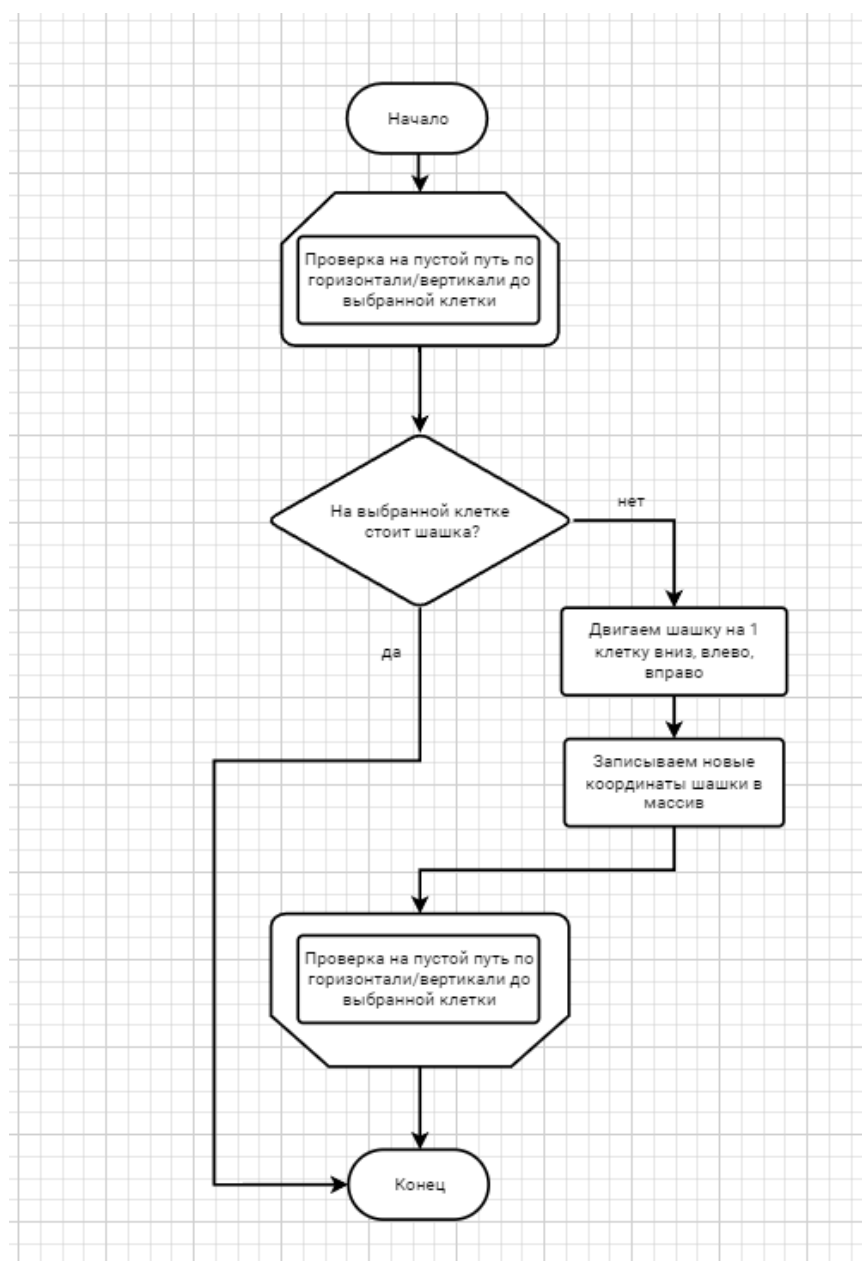 Начало
Проверка на пустой путь по
горизонтали/вертикали до
выбранной клетки
На выбранной клетке
стоит шашка?
нет
да
Двигаем шашку на 1
клетку вниз, влево,
вправо
Записываем новые
координаты шашки в
массив
Проверка на пустой путь по
горизонтали/вертикали до
выбранной клетки
Конец